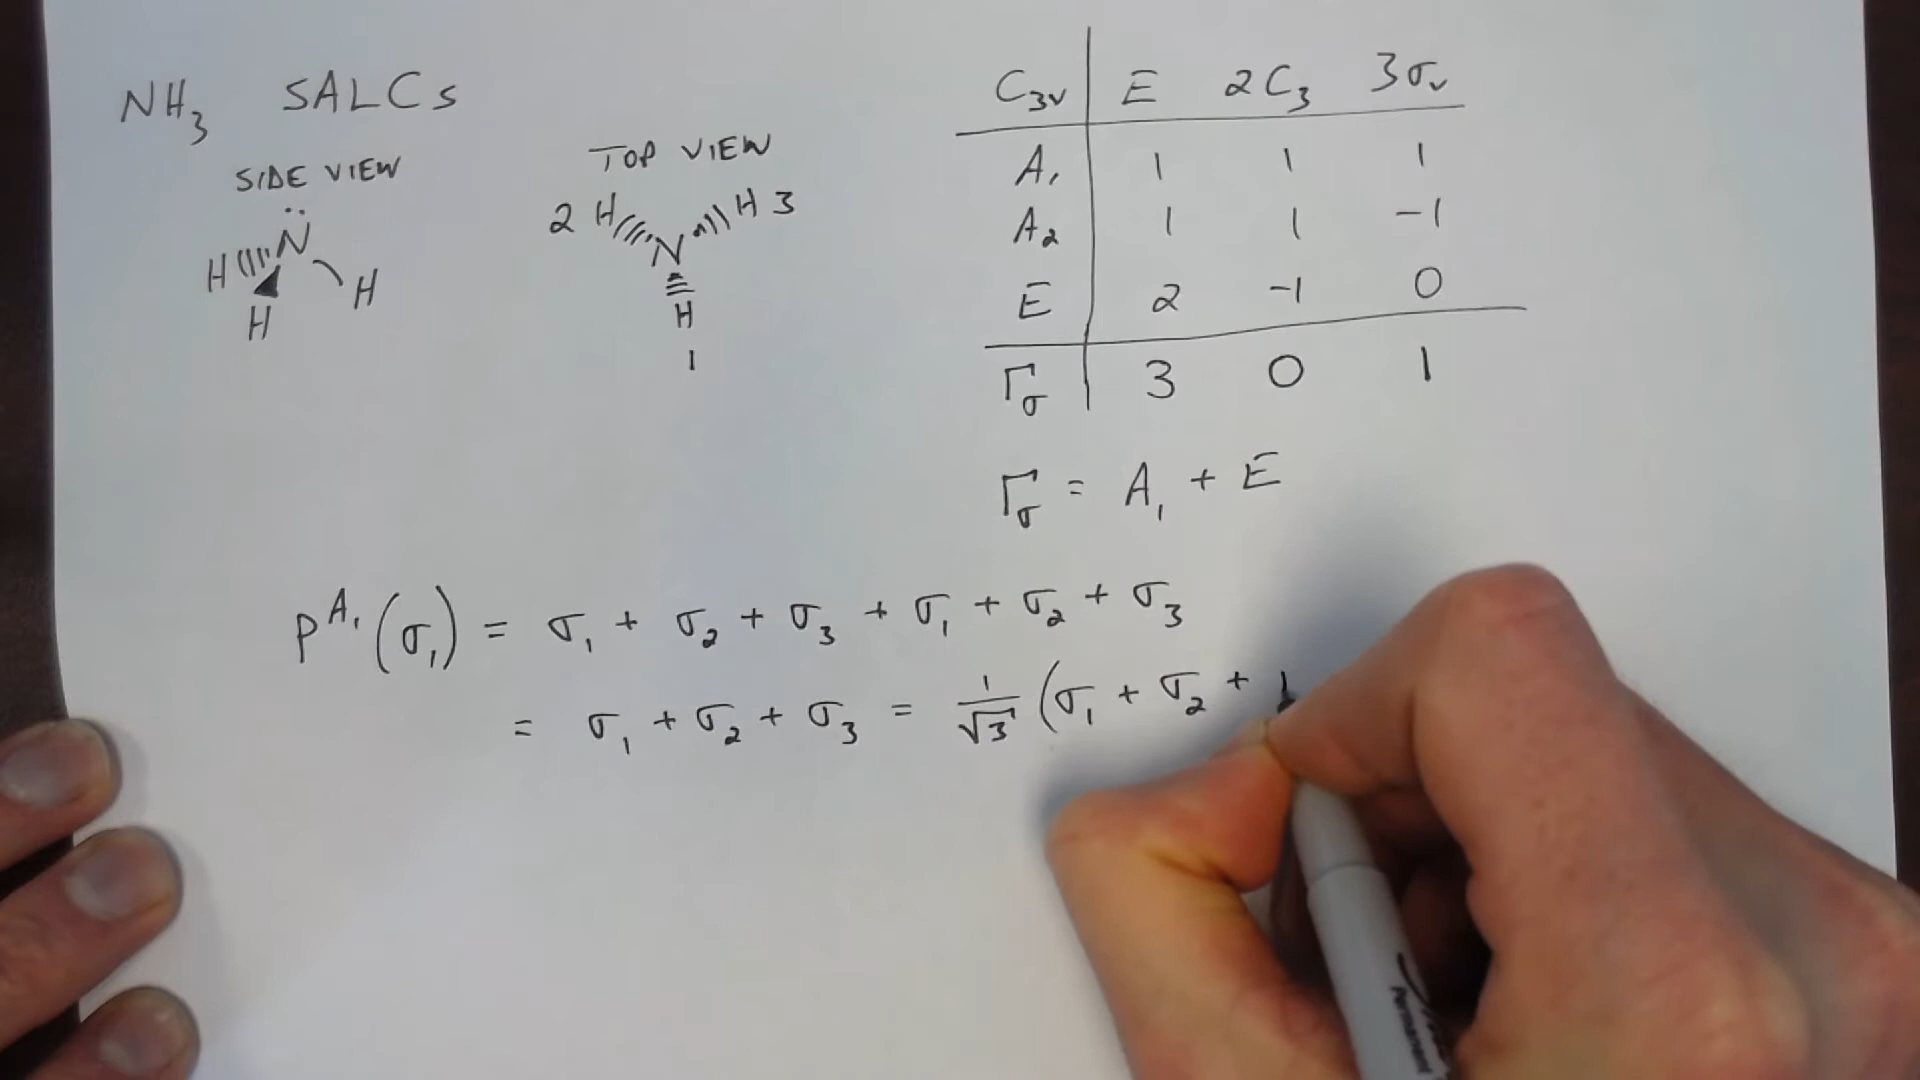 NH₃ SALCs
SIDE VIEW
N̈
H
H
H
TOP VIEW
2 H H 3
N
H
1
C₃ᵥ E 2C₃ 3σᵥ
A₁ 1 1 1
A₂ 1 1 -1
E 2 -1 0
Γσ 3 0 1
Γσ = A₁ + E
P^A₁(σ₁) = σ₁ + σ₂ + σ₃ + σ₁ + σ₂ + σ₃
= σ₁ + σ₂ + σ₃ = 1/√3 (σ₁ + σ₂ +
Permanent